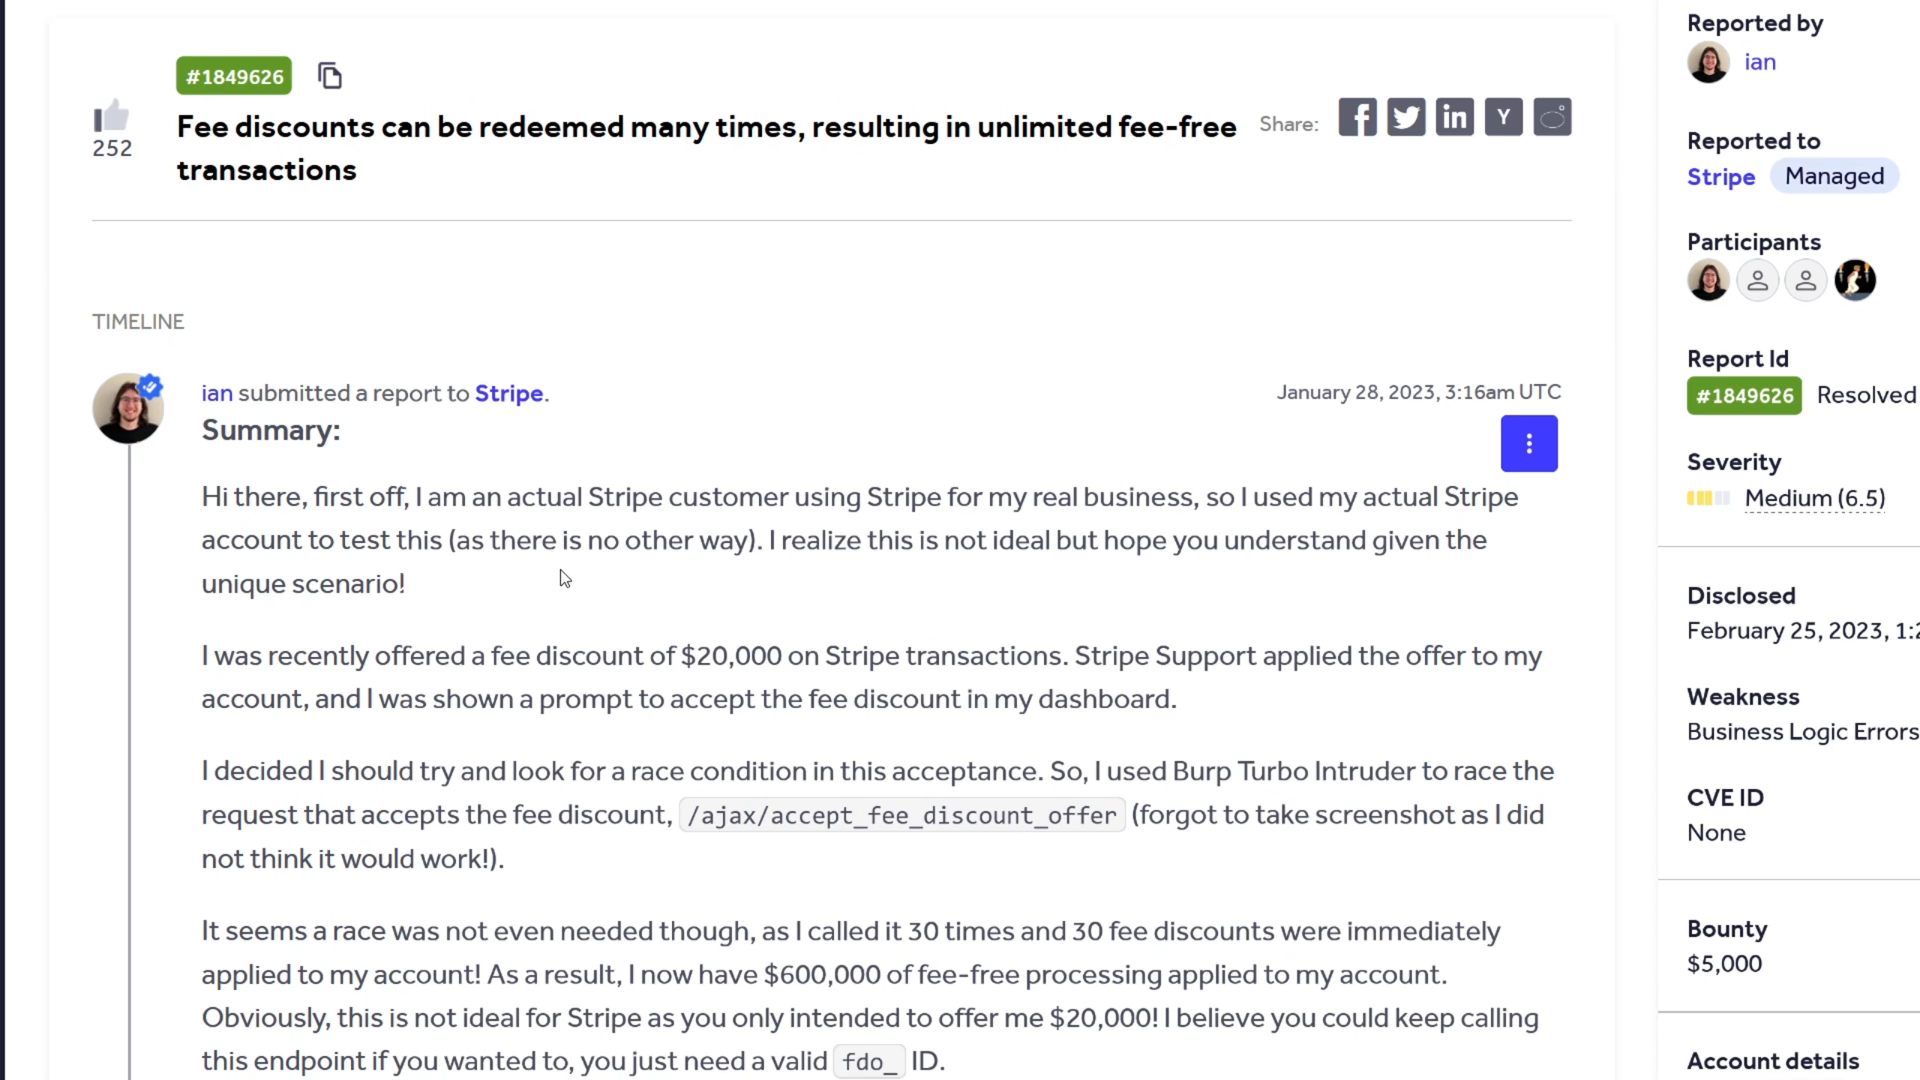 #1849626
252
Fee discounts can be redeemed many times, resulting in unlimited fee-free
transactions
Share:
TIMELINE
ian submitted a report to Stripe.
January 28, 2023, 3:16am UTC
Summary:
Hi there, first off, I am an actual Stripe customer using Stripe for my real business, so I used my actual Stripe
account to test this (as there is no other way). I realize this is not ideal but hope you understand given the
unique scenario!
I was recently offered a fee discount of $20,000 on Stripe transactions. Stripe Support applied the offer to my
account, and I was shown a prompt to accept the fee discount in my dashboard.
I decided I should try and look for a race condition in this acceptance. So, I used Burp Turbo Intruder to race the
request that accepts the fee discount, /ajax/accept_fee_discount_offer (forgot to take screenshot as I did
not think it would work!).
It seems a race was not even needed though, as I called it 30 times and 30 fee discounts were immediately
applied to my account! As a result, I now have $600,000 of fee-free processing applied to my account.
Obviously, this is not ideal for Stripe as you only intended to offer me $20,000! I believe you could keep calling
this endpoint if you wanted to, you just need a valid fdo_ ID.
Reported by
ian
Reported to
Stripe Managed
Participants
Report Id
#1849626 Resolved
Severity
Medium (6.5)
Disclosed
February 25, 2023, 1:2
Weakness
Business Logic Errors
CVE ID
None
Bounty
$5,000
Account details